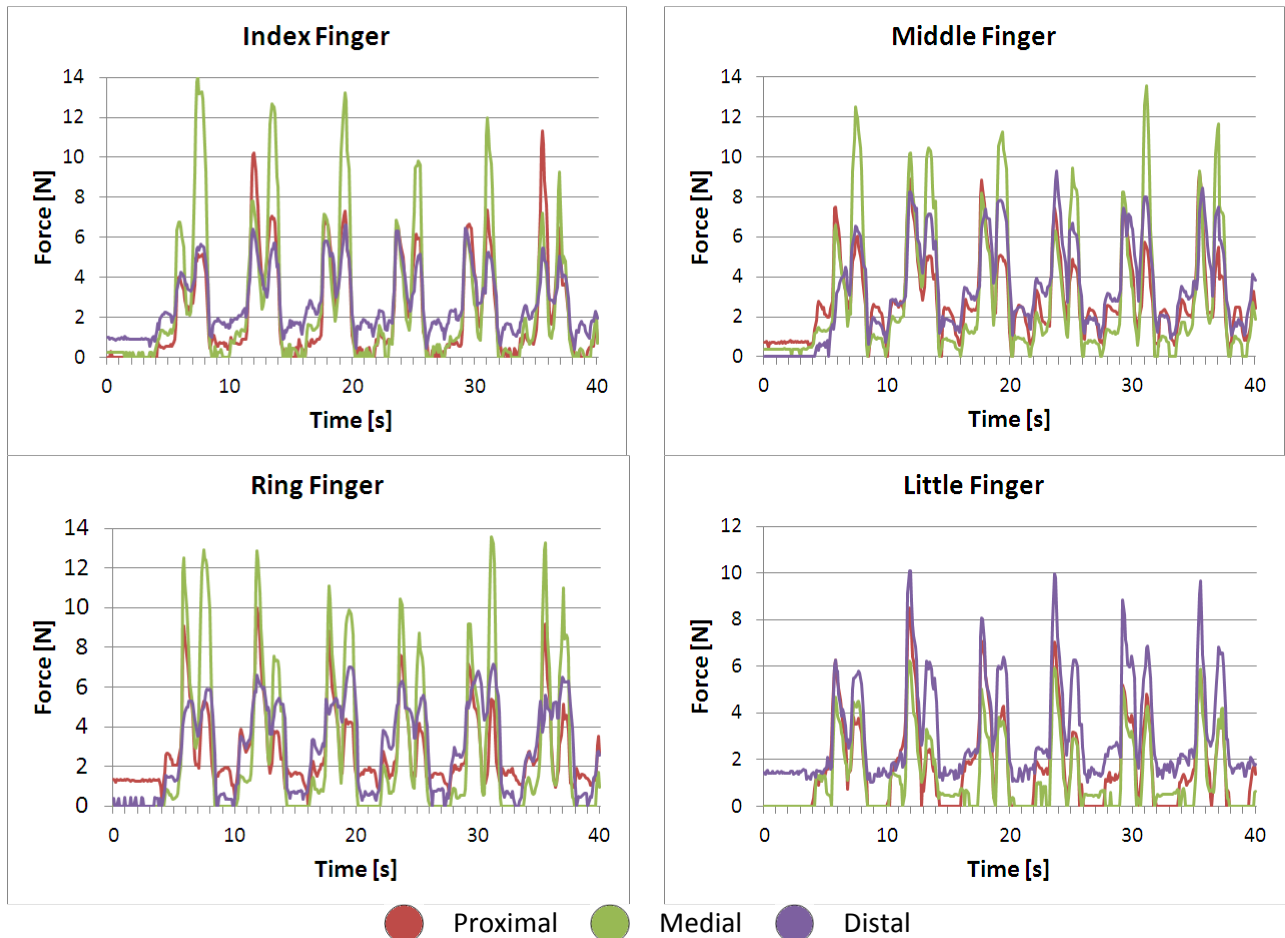 Index Finger
14
12
10
8
6
4
2
0
Force [N]
0 10 20 30 40
Time [s]
Middle Finger
14
12
10
8
6
4
2
0
Force [N]
0 10 20 30 40
Time [s]
Ring Finger
14
12
10
8
6
4
2
0
Force [N]
0 10 20 30 40
Time [s]
Little Finger
12
10
8
6
4
2
0
Force [N]
0 10 20 30 40
Time [s]
Proximal Medial Distal